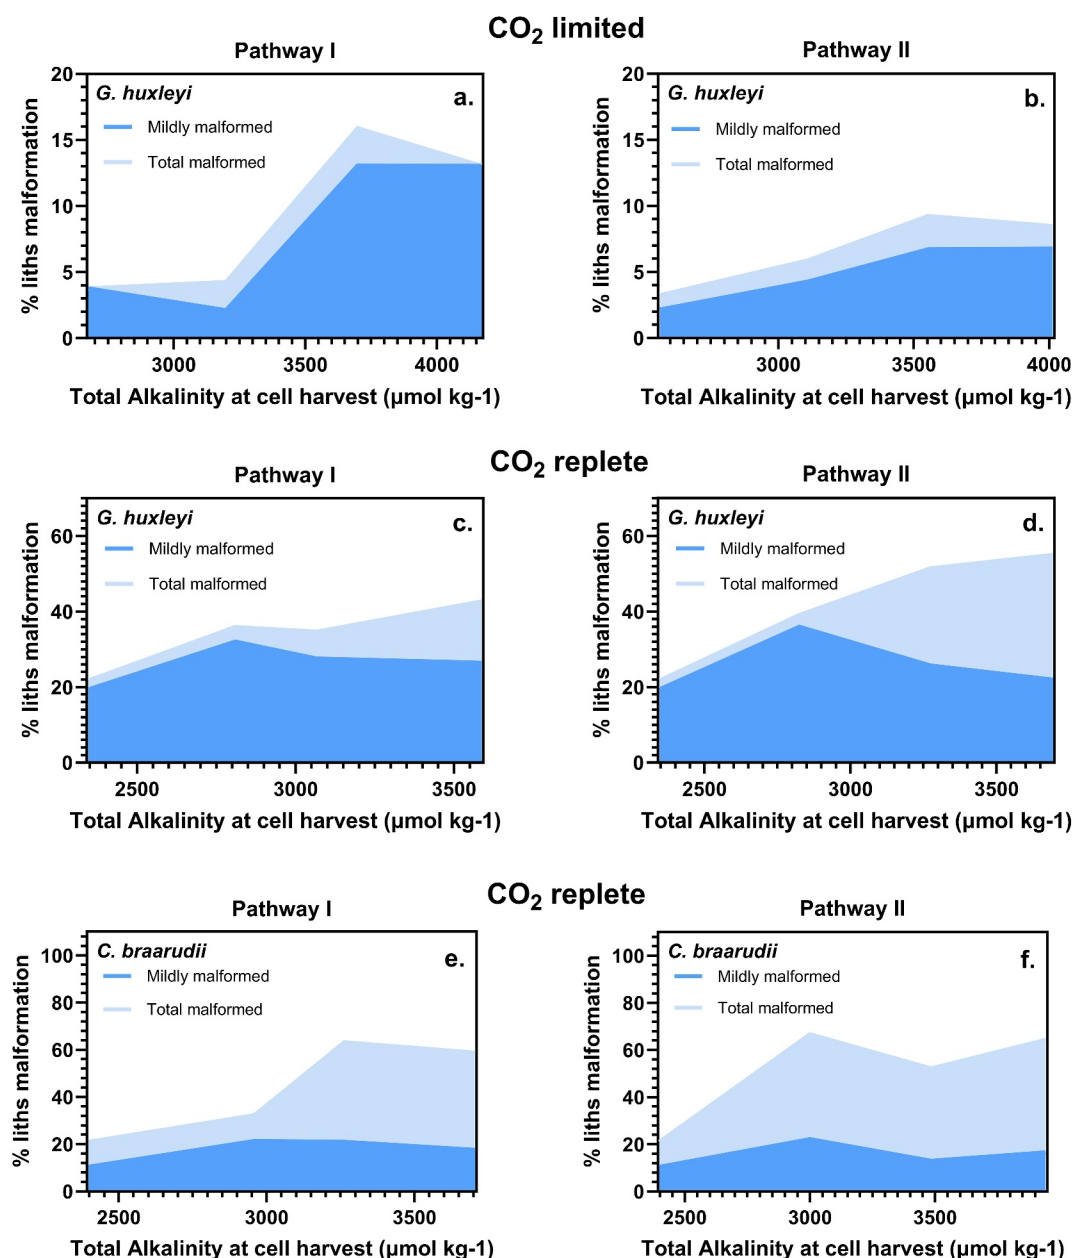 CO₂ limited
Pathway I
Pathway II
G. huxleyi
a.
Mildly malformed
Total malformed
% liths malformation
20
15
10
5
0
3000 3500 4000
Total Alkalinity at cell harvest (µmol kg-1)
G. huxleyi
b.
Mildly malformed
Total malformed
% liths malformation
20
15
10
5
0
3000 3500 4000
Total Alkalinity at cell harvest (µmol kg-1)
CO₂ replete
Pathway I
Pathway II
G. huxleyi
c.
Mildly malformed
Total malformed
% liths malformation
60
40
20
0
2500 3000 3500
Total Alkalinity at cell harvest (µmol kg-1)
G. huxleyi
d.
Mildly malformed
Total malformed
% liths malformation
60
40
20
0
2500 3000 3500
Total Alkalinity at cell harvest (µmol kg-1)
CO₂ replete
Pathway I
Pathway II
C. braarudii
e.
Mildly malformed
Total malformed
% liths malformation
100
80
60
40
20
0
2500 3000 3500
Total Alkalinity at cell harvest (µmol kg-1)
C. braarudii
f.
Mildly malformed
Total malformed
% liths malformation
100
80
60
40
20
0
2500 3000 3500
Total Alkalinity at cell harvest (µmol kg-1)